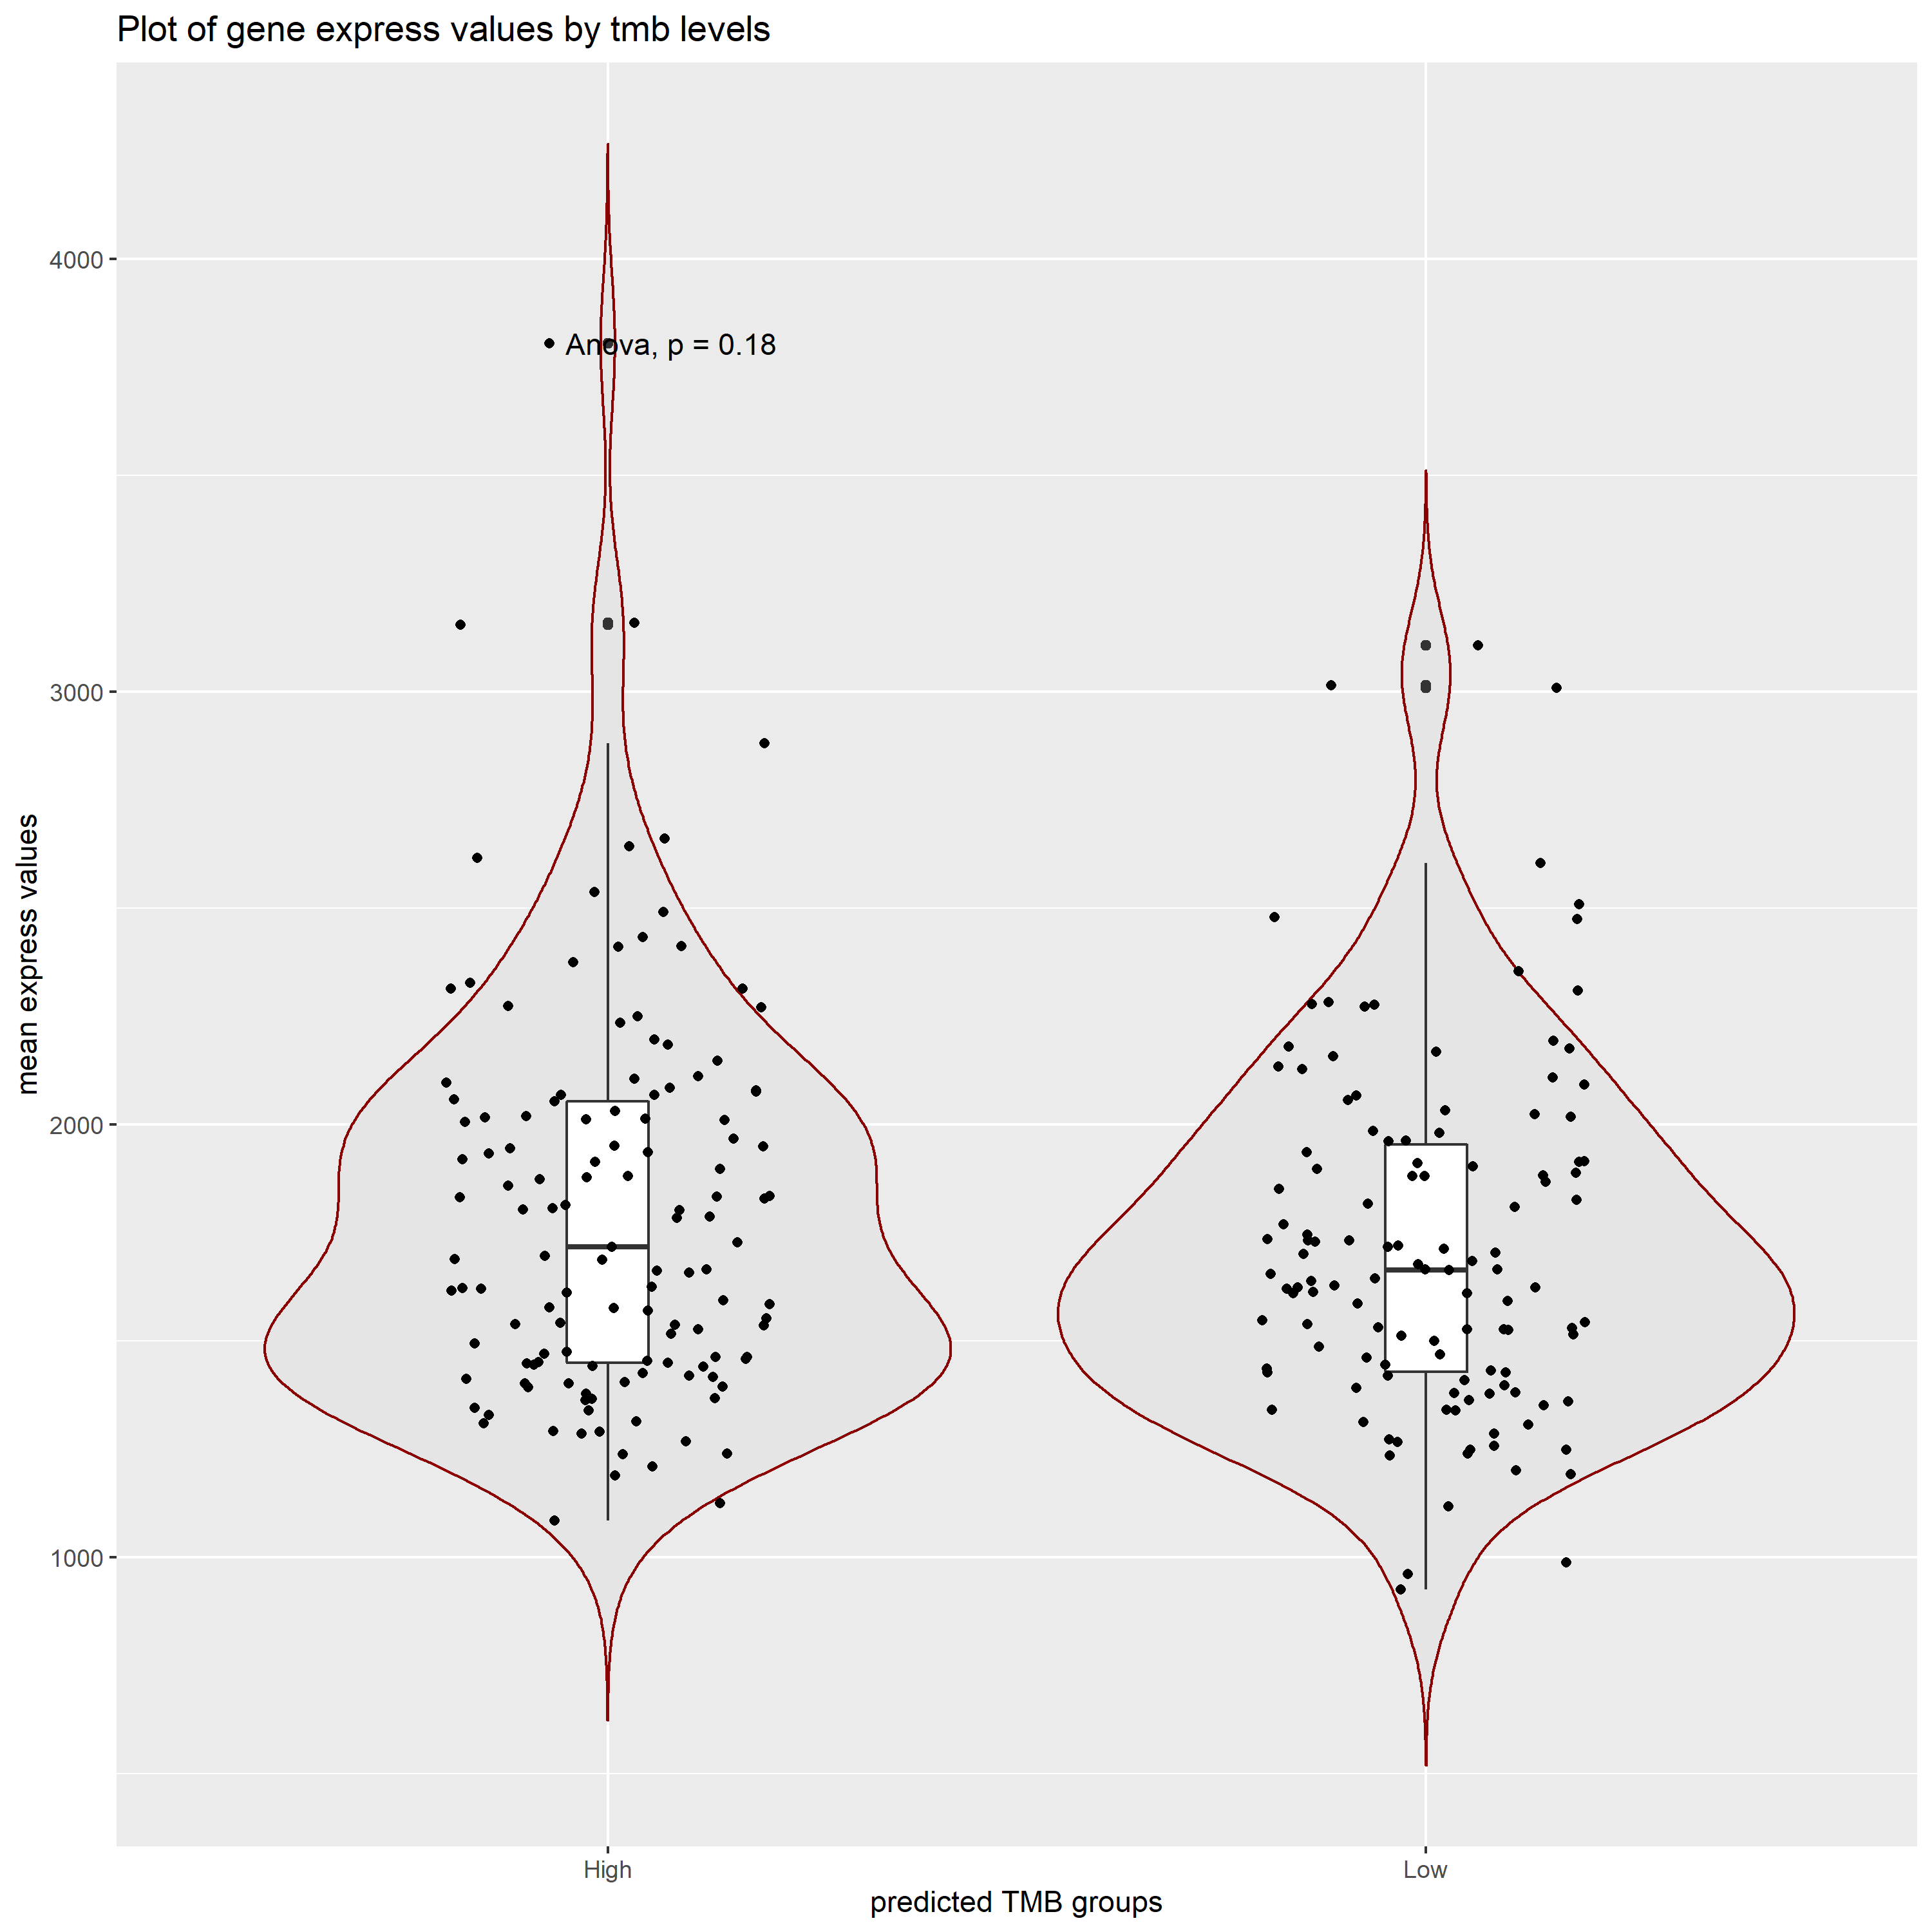 Plot of gene express values by tmb levels
4000
Anova, p = 0.18
3000
mean express values
2000
1000
High
Low
predicted TMB groups